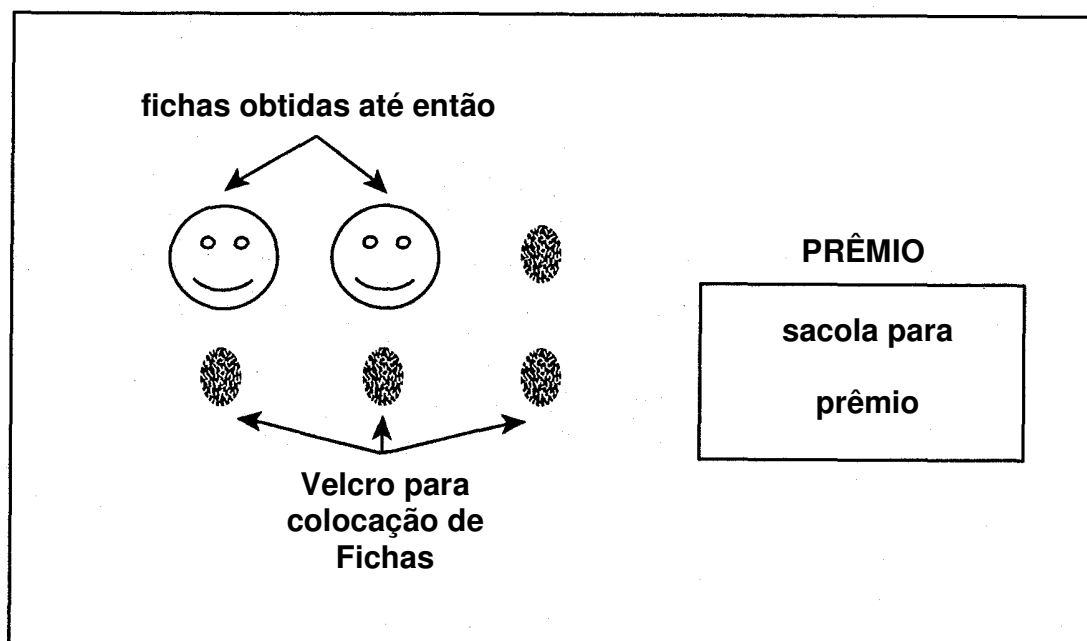 fichas obtidas até então
PRÊMIO
sacola para
prêmio
Velcro para
colocação de
Fichas